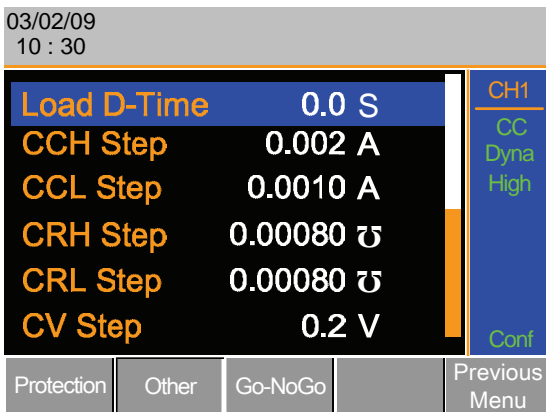 03/02/09
10 : 30
Load D-Time 0.0 S
CCH Step 0.002 A
CCL Step 0.0010 A
CRH Step 0.00080 ℧
CRL Step 0.00080 ℧
CV Step 0.2 V
CH1
CC
Dyna
High
Conf
Protection
Other
Go-NoGo
Previous
Menu